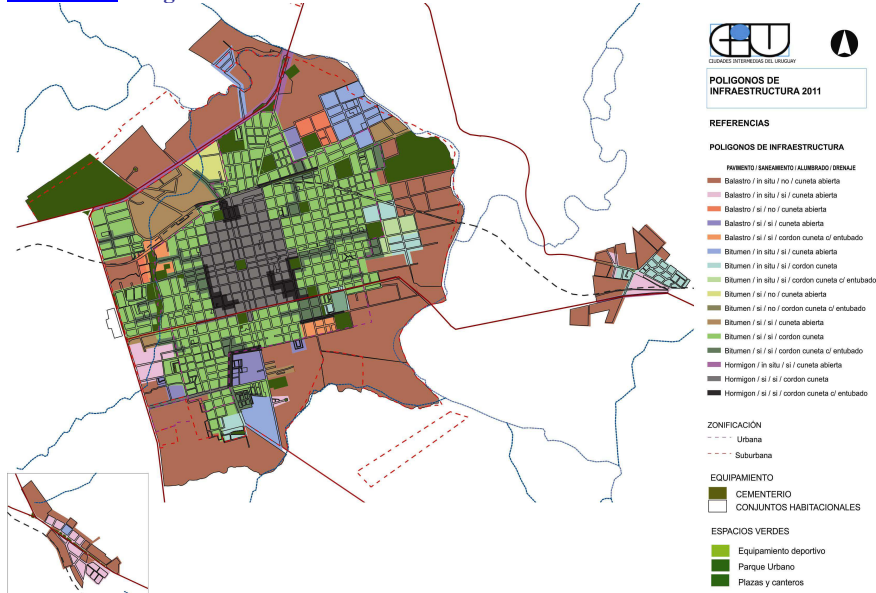 CIU
CIUDADES INTERMEDIAS DEL URUGUAY
POLIGONOS DE
INFRAESTRUCTURA 2011
REFERENCIAS
POLIGONOS DE INFRAESTRUCTURA
PAVIMENTO / SANEAMIENTO / ALUMBRADO / DRENAJE
Balastro / in situ / no / cuneta abierta
Balastro / in situ / si / cuneta abierta
Balastro / si / no / cuneta abierta
Balastro / si / si / cuneta abierta
Balastro / si / si / cordon cuneta c/ entubado
Bitumen / in situ / si / cuneta abierta
Bitumen / in situ / si / cordon cuneta
Bitumen / in situ / si / cordon cuneta c/ entubado
Bitumen / si / no / cuneta abierta
Bitumen / si / no / cordon cuneta c/ entubado
Bitumen / si / si / cuneta abierta
Bitumen / si / si / cordon cuneta
Bitumen / si / si / cordon cuneta c/ entubado
Hormigon / in situ / si / cuneta abierta
Hormigon / si / si / cordon cuneta
Hormigon / si / si / cordon cuneta c/ entubado
ZONIFICACIÓN
Urbana
Suburbana
EQUIPAMIENTO
CEMENTERIO
CONJUNTOS HABITACIONALES
ESPACIOS VERDES
Equipamiento deportivo
Parque Urbano
Plazas y canteros